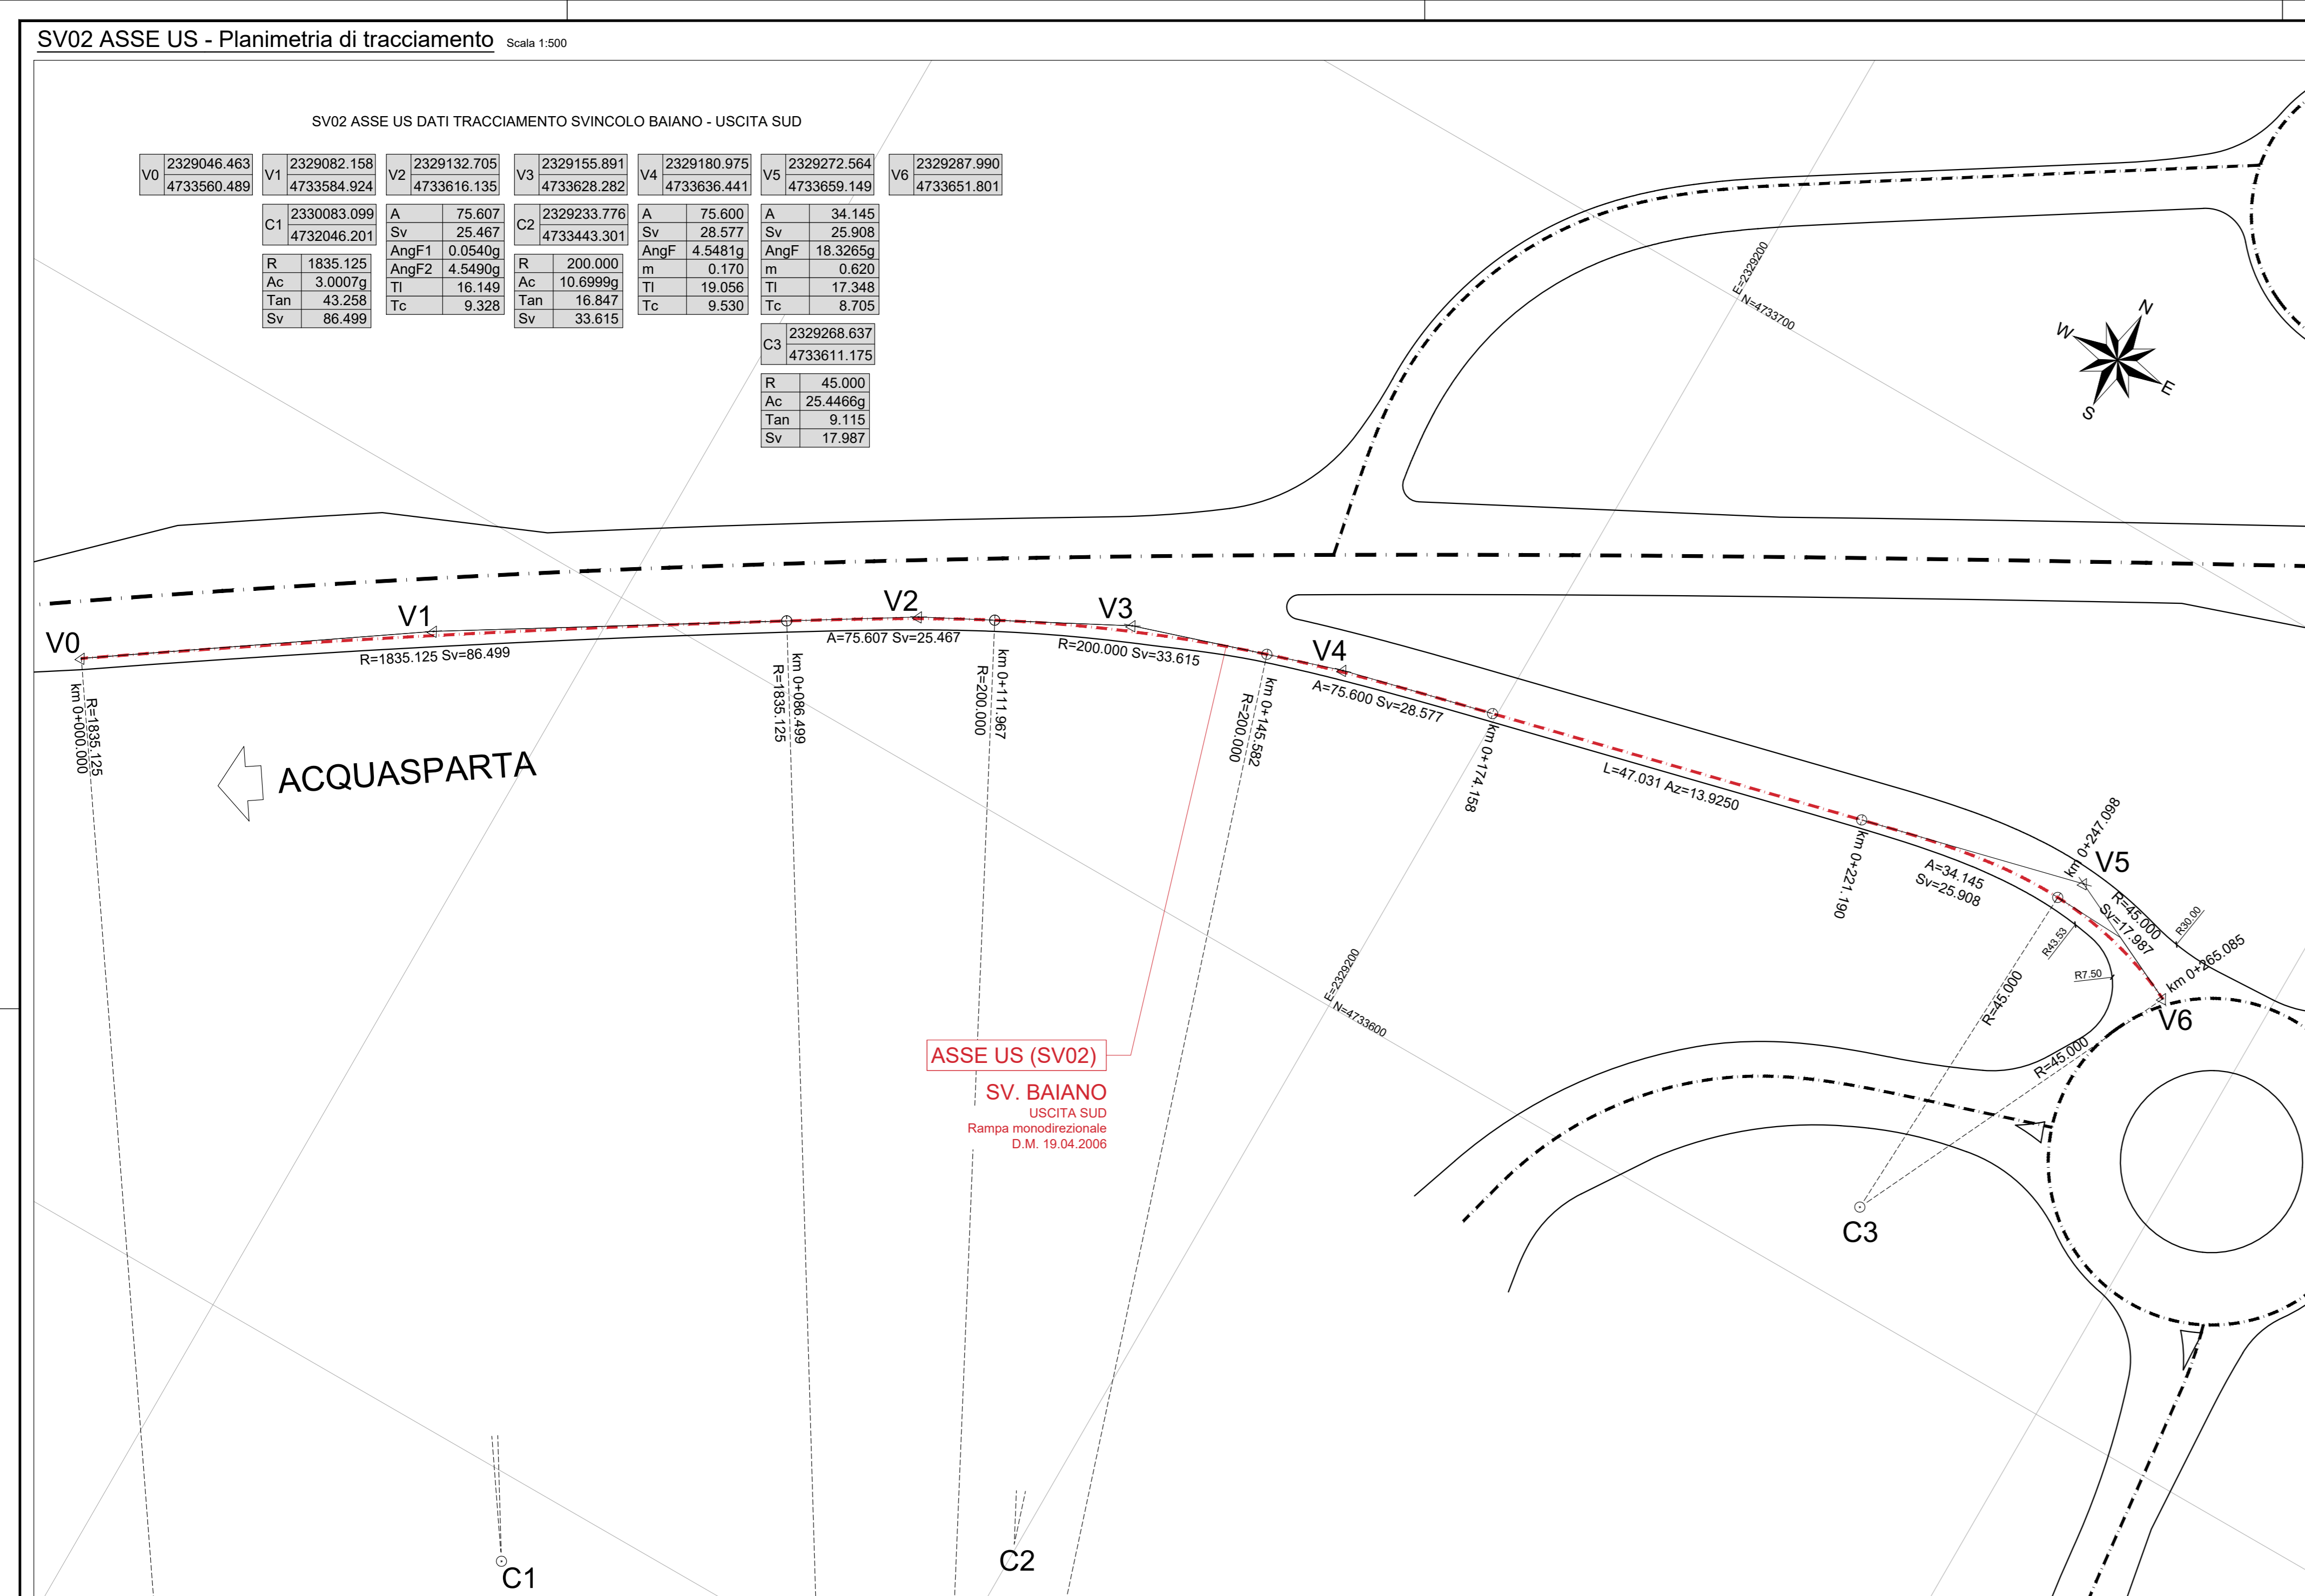 SV02 ASSE US - Planimetria di tracciamento Scala 1:500
SV02 ASSE US DATI TRACCIAMENTO SVINCOLO BAIANO - USCITA SUD
V0 2329046.463
4733560.489
V1 2329082.158
4733584.924
C1 2330083.099
4732046.201
R 1835.125
Ac 3.0007g
Tan 43.258
Sv 86.499
V2 2329132.705
4733616.135
A 75.607
Sv 25.467
AngF1 0.0540g
AngF2 4.5490g
Tl 16.149
Tc 9.328
V3 2329155.891
4733628.282
C2 2329233.776
4733443.301
R 200.000
Ac 10.6999g
Tan 16.847
Sv 33.615
V4 2329180.975
4733636.441
A 75.600
Sv 28.577
AngF 4.5481g
m 0.170
Tl 19.056
Tc 9.530
V5 2329272.564
4733659.149
A 34.145
Sv 25.908
AngF 18.3265g
m 0.620
Tl 17.348
Tc 8.705
C3 2329268.637
4733611.175
R 45.000
Ac 25.4466g
Tan 9.115
Sv 17.987
V6 2329287.990
4733651.801
E=2329200
N=4733700
N
W
E
S
V0
V1
V2
V3
V4
R=1835.125 Sv=86.499
A=75.607 Sv=25.467
R=200.000 Sv=33.615
A=75.600 Sv=28.577
L=47.031 Az=13.9250
R=1835.125
km 0+000.000
km 0+086.499
R=1835.125
km 0+111.967
R=200.000
km 0+145.582
R=200.000
km 0+174.158
km 0+221.190
ACQUASPARTA
A=34.145
Sv=25.908
km 0+247.098
V5
R=45.000
Sv=17.987
R30.00
R43.53
R7.50
km 0+265.085
V6
R=45.000
R=45.000
E=2329200
N=4733600
ASSE US (SV02)
SV. BAIANO
USCITA SUD
Rampa monodirezionale
D.M. 19.04.2006
C3
C1
C2